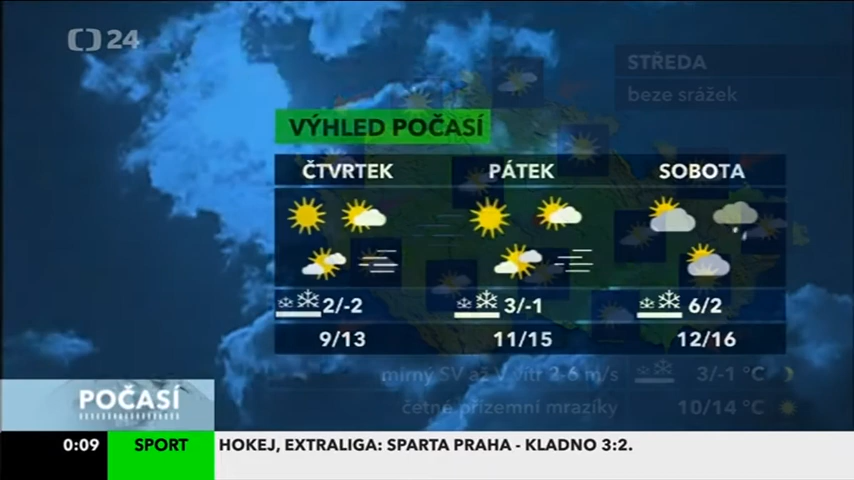 ČT 24
STŘEDA
beze srážek
VÝHLED POČASÍ
ČTVRTEK PÁTEK SOBOTA
2/-2 3/-1 6/2
9/13 11/15 12/16
mírný SV až V vítr 2-6 m/s 3/-1 °C
četné přízemní mrazíky 10/14 °C
POČASÍ
0:09 SPORT HOKEJ, EXTRALIGA: SPARTA PRAHA - KLADNO 3:2.